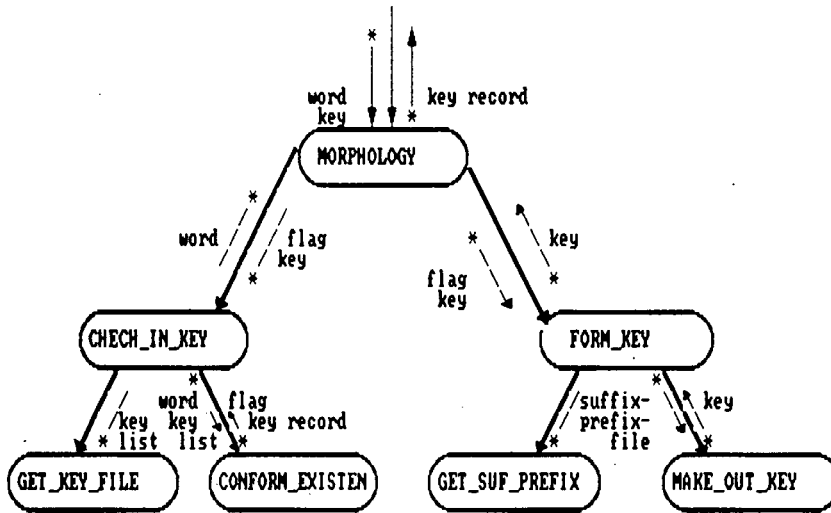 word
key
key record
MORPHOLOGY
word
flag
key
key
flag
key
CHECH_IN_KEY
FORM_KEY
key
list
word
key
list
flag
key record
suffix-
prefix-
file
key
GET_KEY_FILE
CONFORM_EXISTEN
GET_SUF_PREFIX
MAKE_OUT_KEY